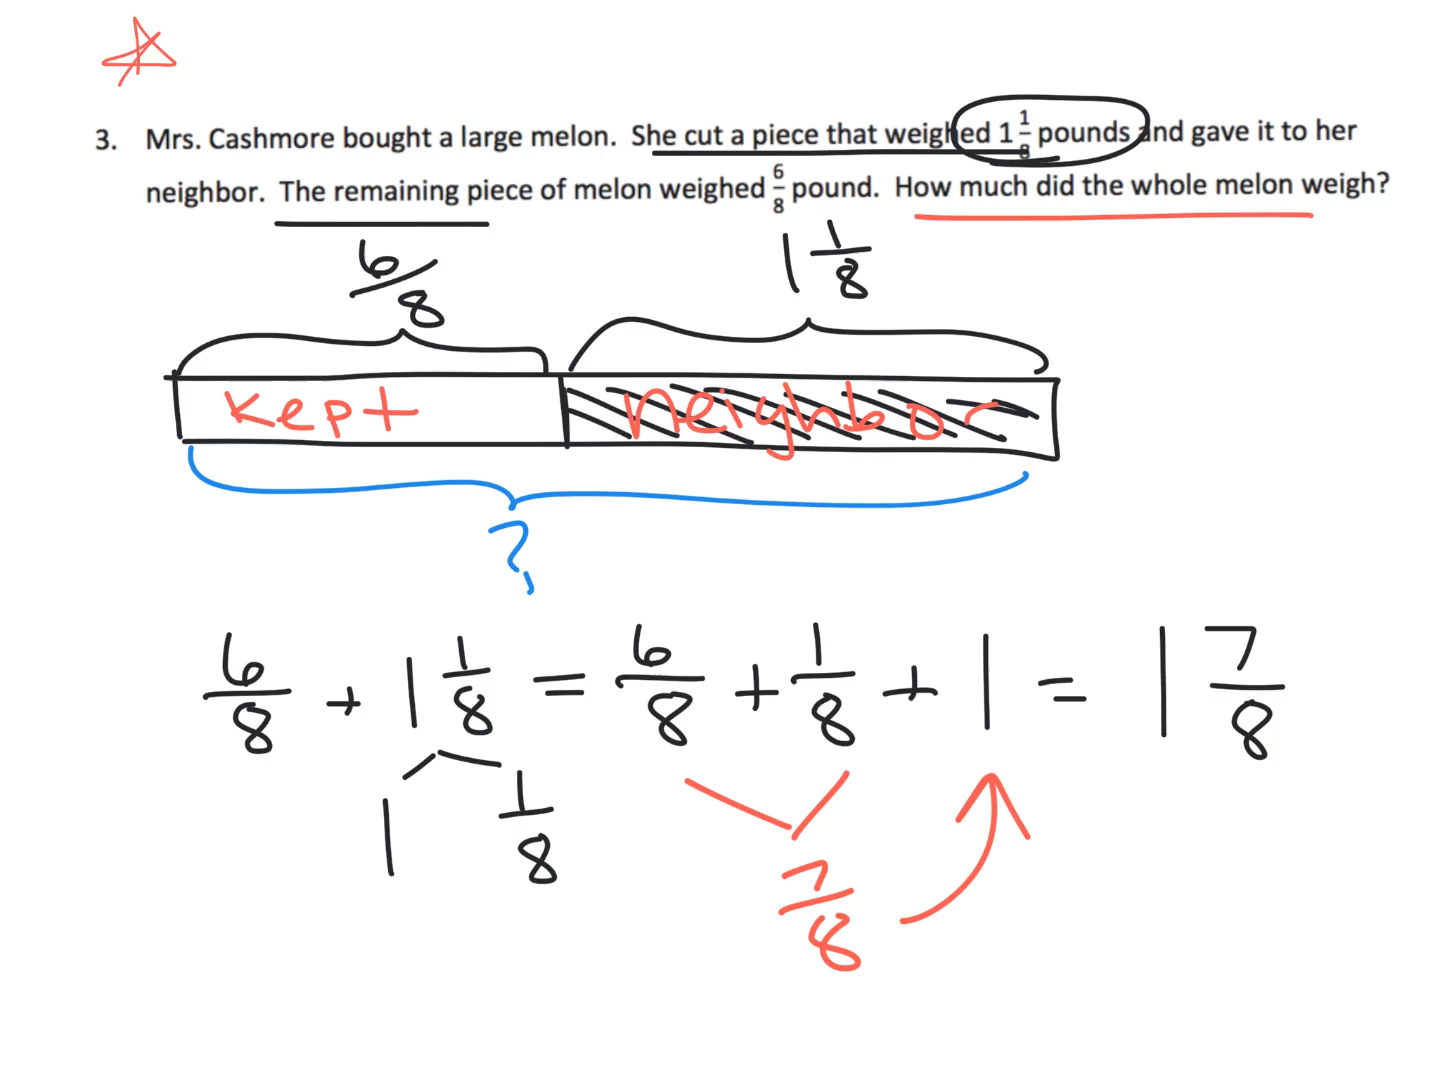 3. Mrs. Cashmore bought a large melon. She cut a piece that weighed 1 1/8 pounds and gave it to her
neighbor. The remaining piece of melon weighed 6/8 pound. How much did the whole melon weigh?
6/8 1 1/8
kept neighbor
?
6/8 + 1 1/8 = 6/8 + 1/8 + 1 = 1 7/8
1 1/8
7/8